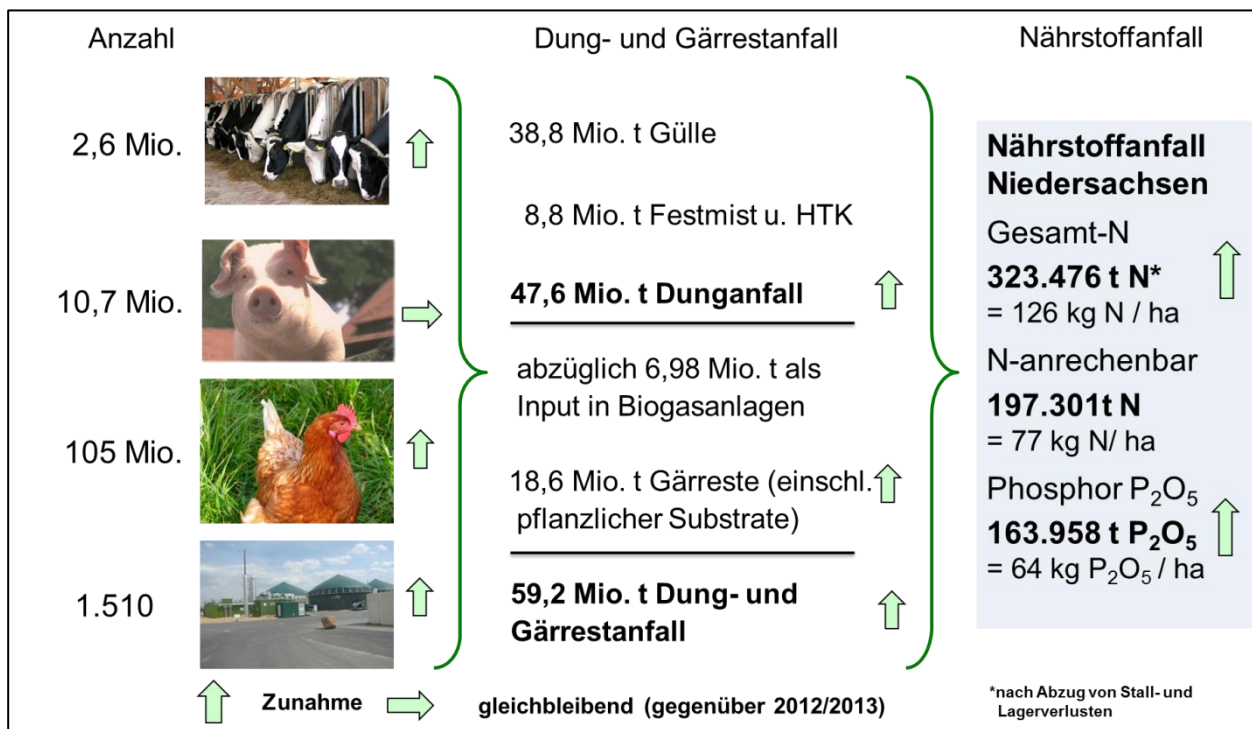 Anzahl
Dung- und Gärrestanfall
Nährstoffanfall
2,6 Mio.
10,7 Mio.
105 Mio.
1.510
38,8 Mio. t Gülle
8,8 Mio. t Festmist u. HTK
47,6 Mio. t Dunganfall
abzüglich 6,98 Mio. t als
Input in Biogasanlagen
18,6 Mio. t Gärreste (einschl.
pflanzlicher Substrate)
59,2 Mio. t Dung- und
Gärrestanfall
Nährstoffanfall
Niedersachsen
Gesamt-N
323.476 t N*
= 126 kg N / ha
N-anrechenbar
197.301t N
= 77 kg N/ ha
Phosphor P₂O₅
163.958 t P₂O₅
= 64 kg P₂O₅ / ha
Zunahme
gleichbleibend (gegenüber 2012/2013)
*nach Abzug von Stall- und
Lagerverlusten